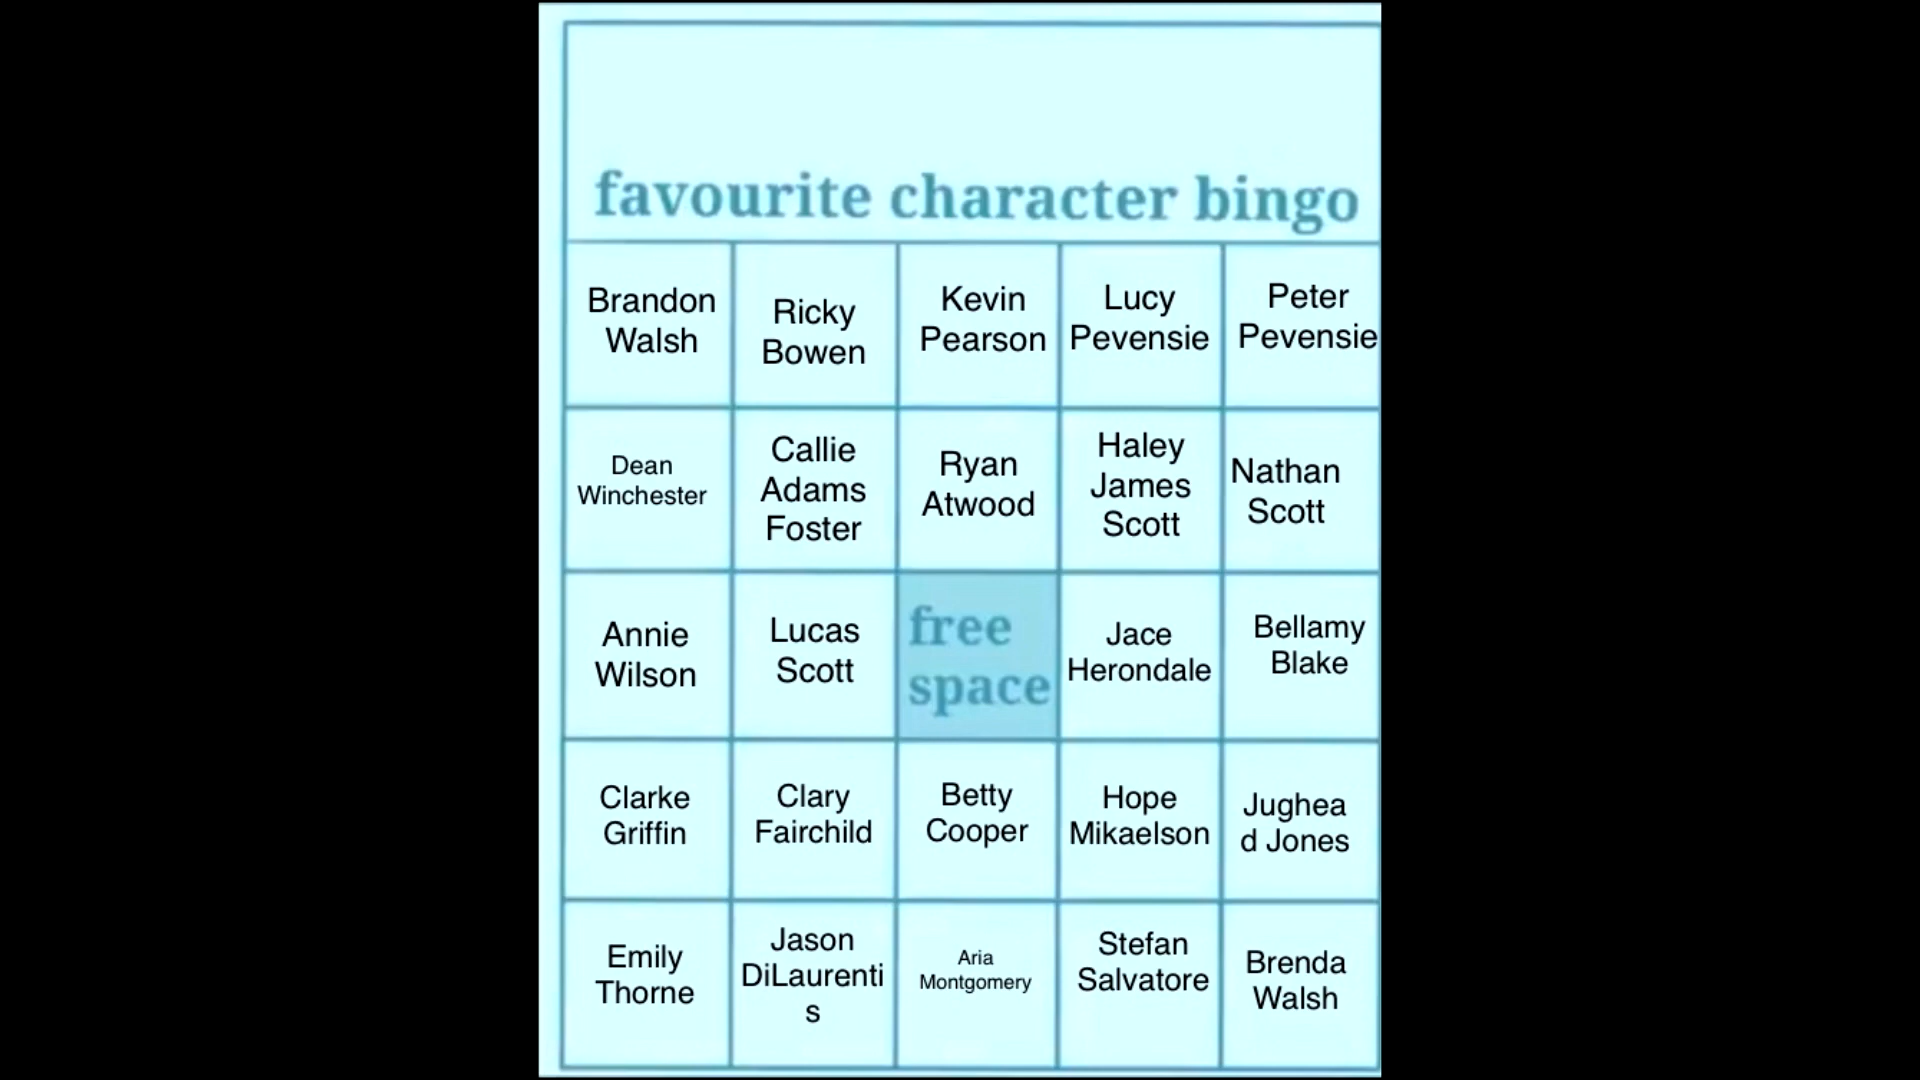 favourite character bingo
Brandon
Walsh
Ricky
Bowen
Kevin
Pearson
Lucy
Pevensie
Peter
Pevensie
Dean
Winchester
Callie
Adams
Foster
Ryan
Atwood
Haley
James
Scott
Nathan
Scott
Annie
Wilson
Lucas
Scott
free
space
Jace
Herondale
Bellamy
Blake
Clarke
Griffin
Clary
Fairchild
Betty
Cooper
Hope
Mikaelson
Jughea
d Jones
Emily
Thorne
Jason
DiLaurenti
s
Aria
Montgomery
Stefan
Salvatore
Brenda
Walsh